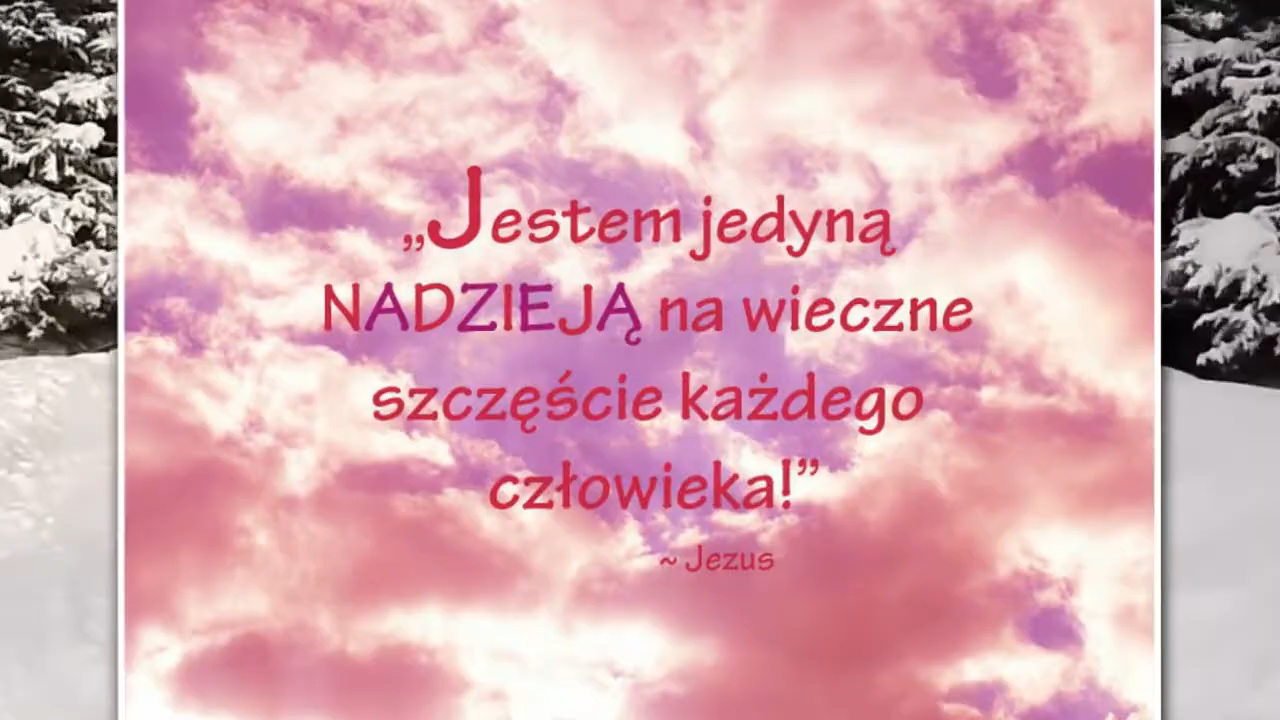 „Jestem jedyną
NADZIEJĄ na wieczne
szczęście każdego
człowieka!”
~ Jezus